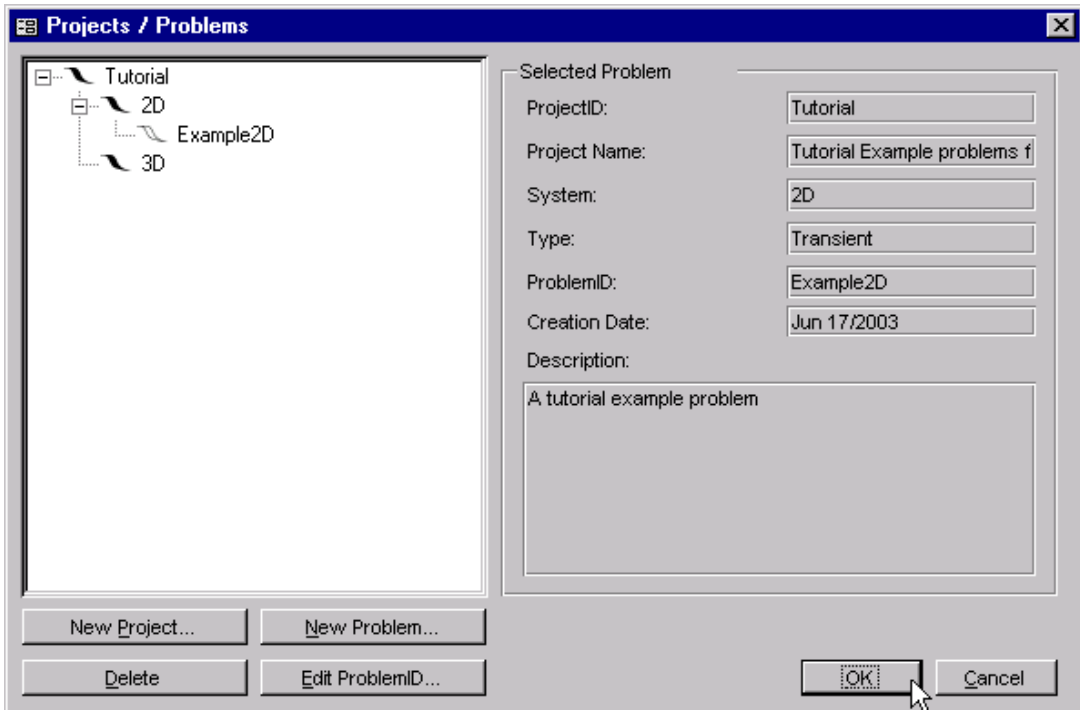 Projects / Problems
Tutorial
2D
Example2D
3D
Selected Problem
ProjectID: Tutorial
Project Name: Tutorial Example problems f
System: 2D
Type: Transient
ProblemID: Example2D
Creation Date: Jun 17/2003
Description:
A tutorial example problem
New Project... New Problem...
Delete Edit ProblemID... OK Cancel